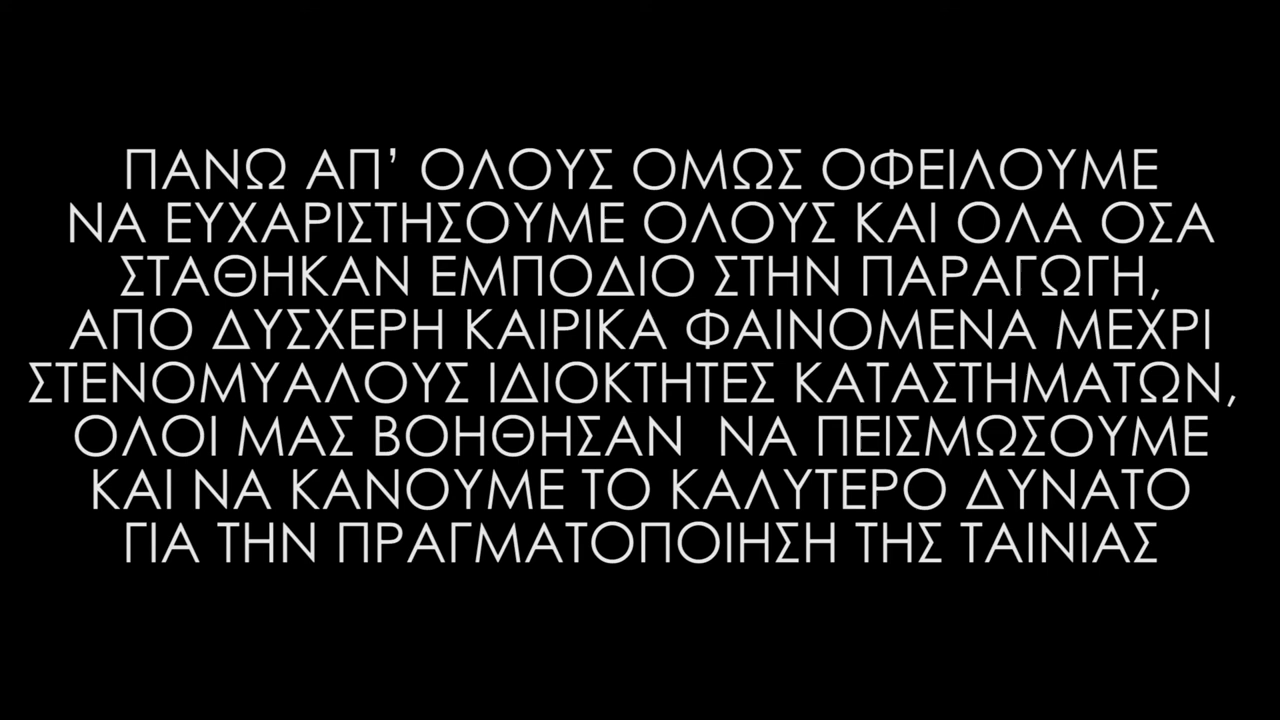 ΠΑΝΩ ΑΠ’ ΟΛΟΥΣ ΟΜΩΣ ΟΦΕΙΛΟΥΜΕ
ΝΑ ΕΥΧΑΡΙΣΤΗΣΟΥΜΕ ΟΛΟΥΣ ΚΑΙ ΟΛΑ ΟΣΑ
ΣΤΑΘΗΚΑΝ ΕΜΠΟΔΙΟ ΣΤΗΝ ΠΑΡΑΓΩΓΗ,
ΑΠΟ ΔΥΣΧΕΡΗ ΚΑΙΡΙΚΑ ΦΑΙΝΟΜΕΝΑ ΜΕΧΡΙ
ΣΤΕΝΟΜΥΑΛΟΥΣ ΙΔΙΟΚΤΗΤΕΣ ΚΑΤΑΣΤΗΜΑΤΩΝ,
ΟΛΟΙ ΜΑΣ ΒΟΗΘΗΣΑΝ  ΝΑ ΠΕΙΣΜΩΣΟΥΜΕ
ΚΑΙ ΝΑ ΚΑΝΟΥΜΕ ΤΟ ΚΑΛΥΤΕΡΟ ΔΥΝΑΤΟ
ΓΙΑ ΤΗΝ ΠΡΑΓΜΑΤΟΠΟΙΗΣΗ ΤΗΣ ΤΑΙΝΙΑΣ